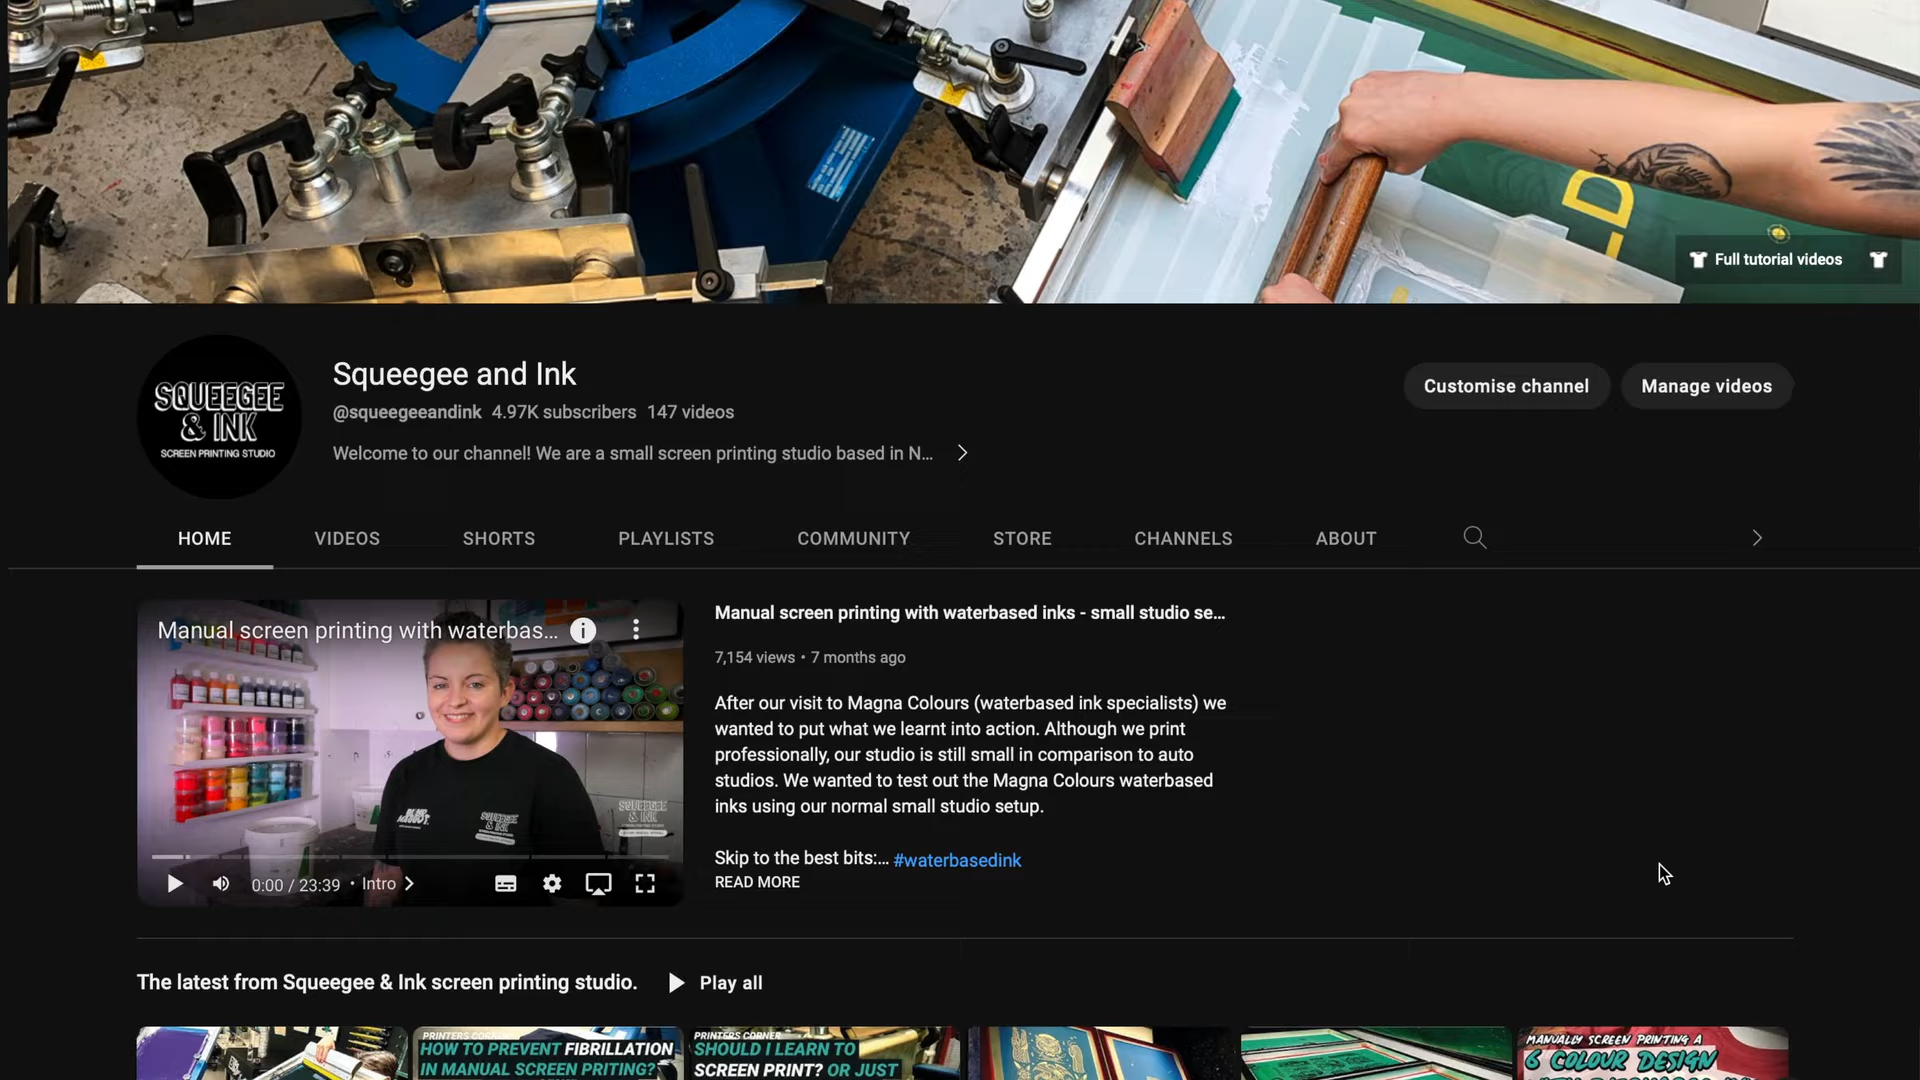 Full tutorial videos
SQUEEGEE
& INK
SCREEN PRINTING STUDIO
Squeegee and Ink
@squeegeeandink 4.97K subscribers 147 videos
Welcome to our channel! We are a small screen printing studio based in N...
Customise channel
Manage videos
HOME VIDEOS SHORTS PLAYLISTS COMMUNITY STORE CHANNELS ABOUT
Manual screen printing with waterbas...
SQUEEGEE
& INK
0:00 / 23:39 • Intro
Manual screen printing with waterbased inks - small studio se...
7,154 views • 7 months ago
After our visit to Magna Colours (waterbased ink specialists) we
wanted to put what we learnt into action. Although we print
professionally, our studio is still small in comparison to auto
studios. We wanted to test out the Magna Colours waterbased
inks using our normal small studio setup.
Skip to the best bits:... #waterbasedink
READ MORE
The latest from Squeegee & Ink screen printing studio.
Play all
PRINTERS CORNER
HOW TO PREVENT FIBRILLATION
IN MANUAL SCREEN PRITING?
PRINTERS CORNER
SHOULD I LEARN TO
SCREEN PRINT? OR JUST
MANUALLY SCREEN PRINTING A
6 COLOUR DESIGN